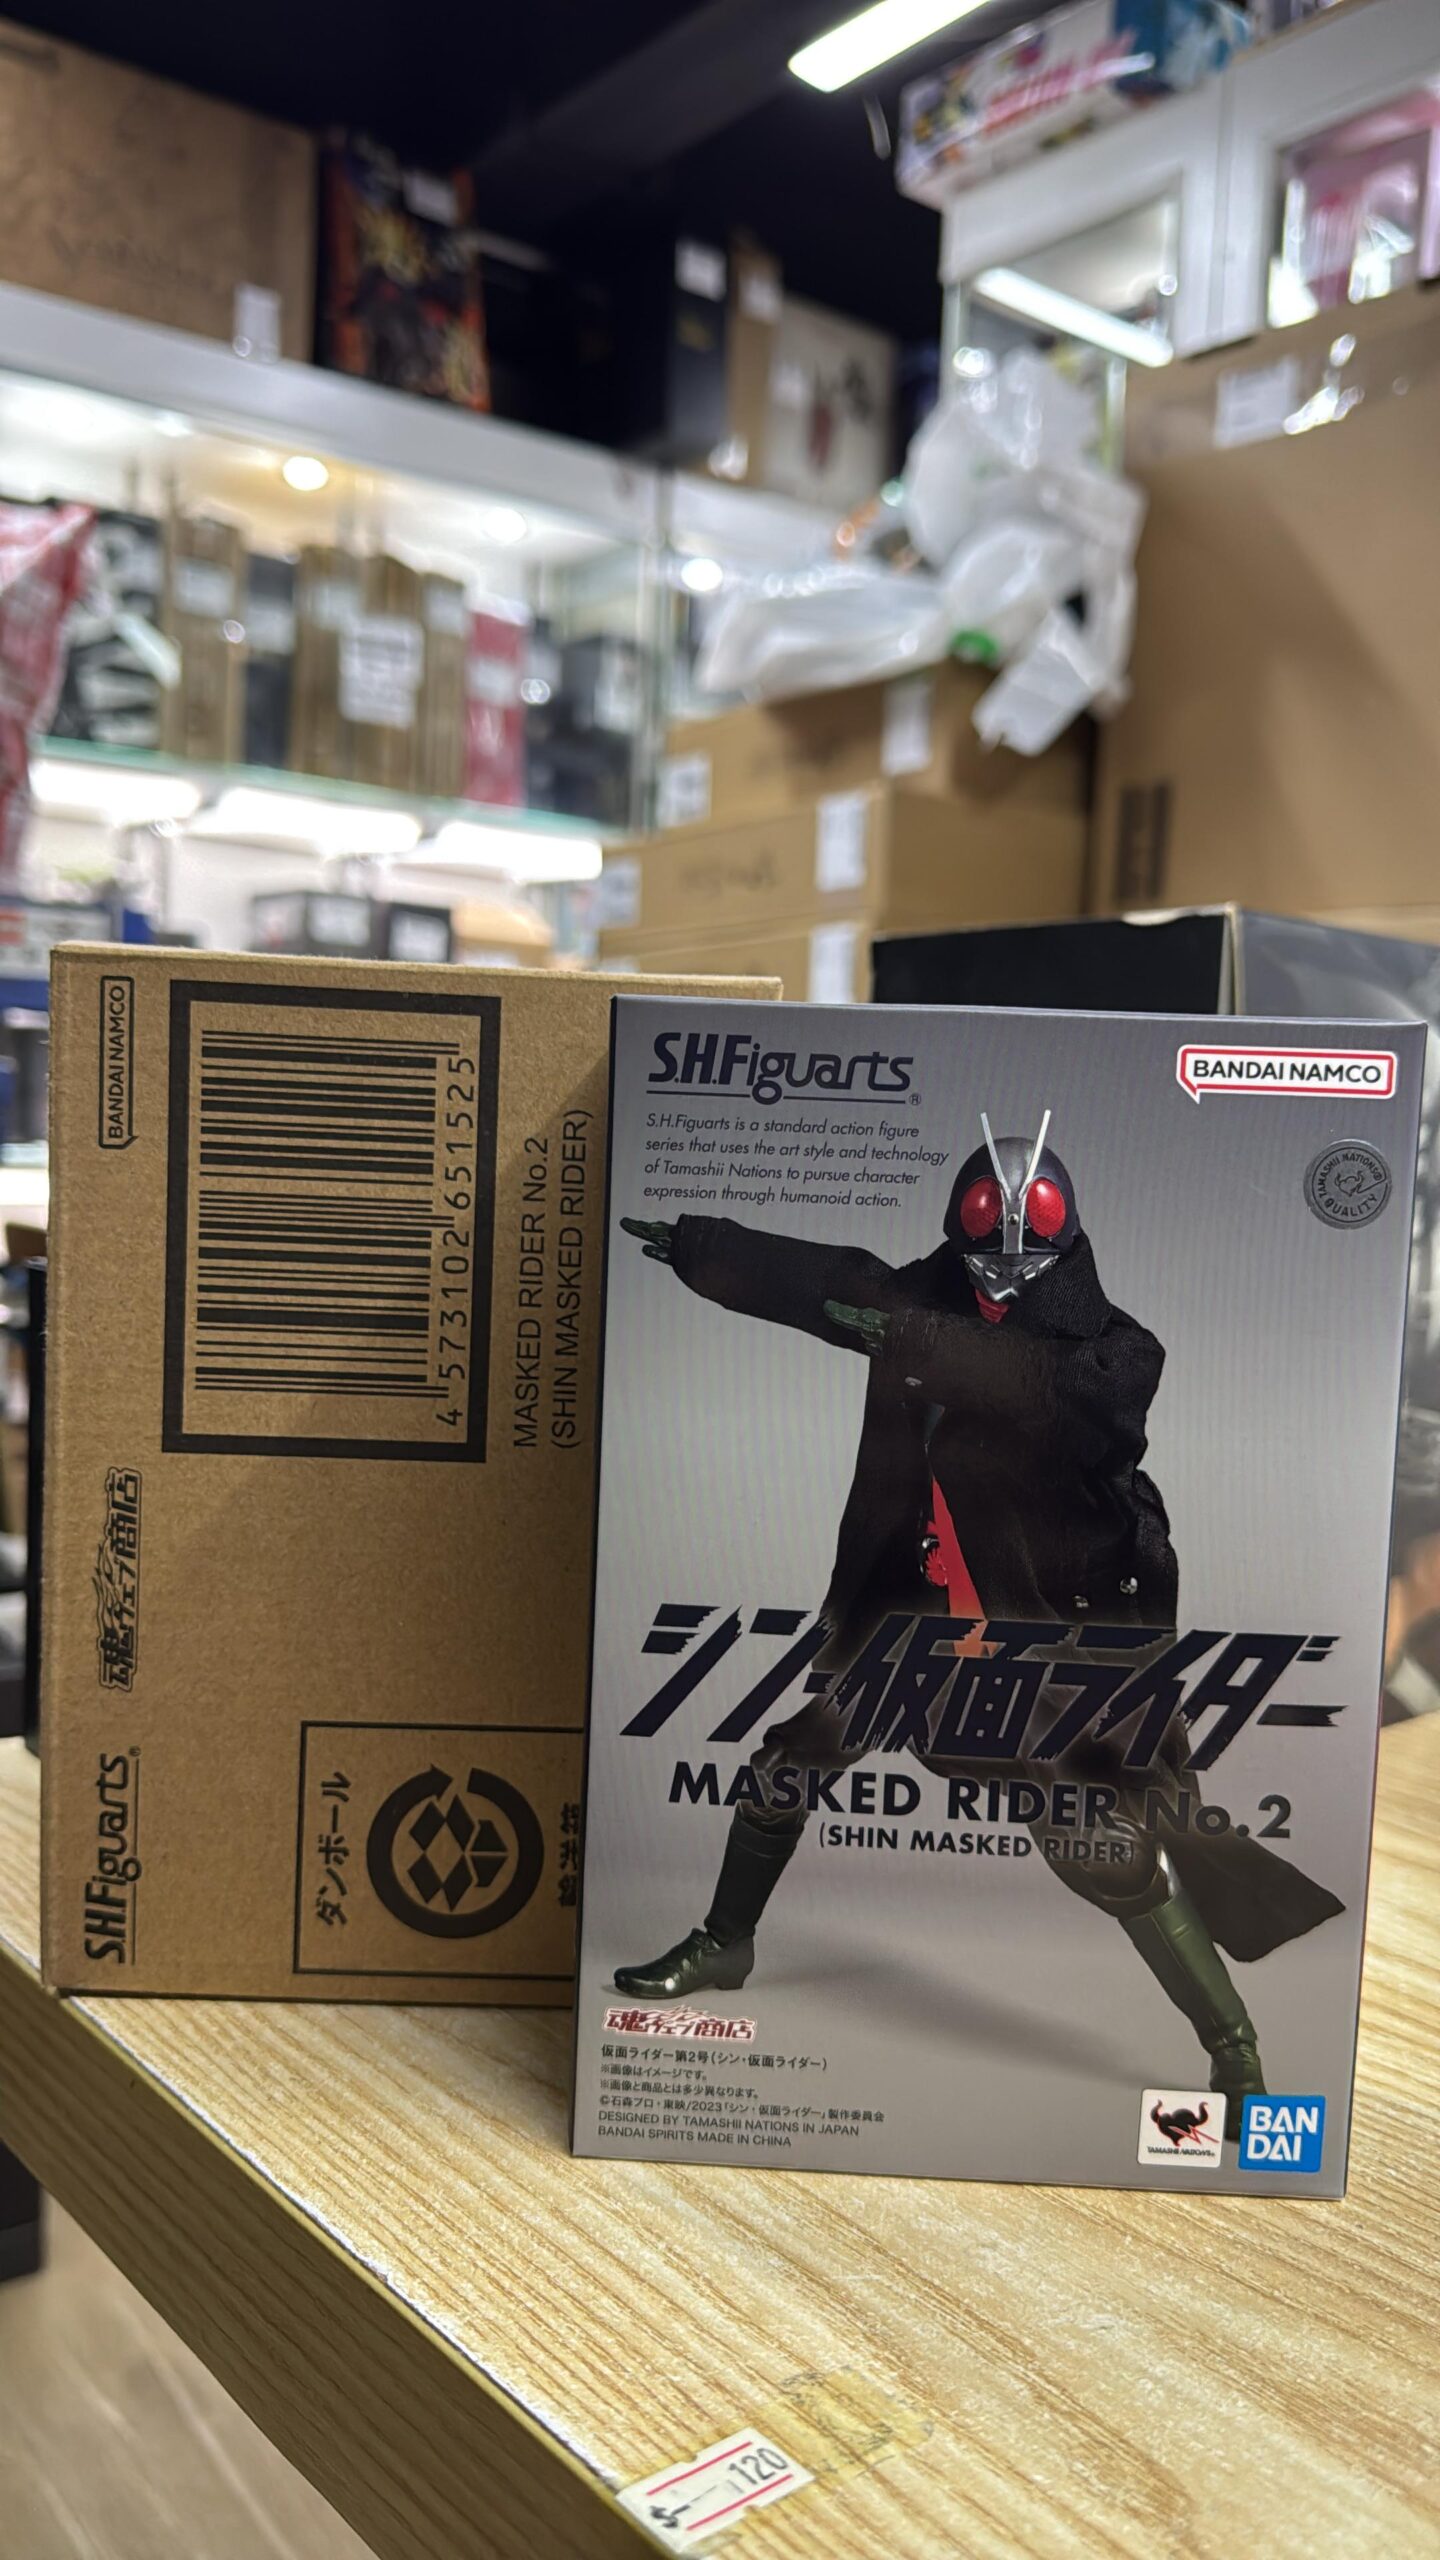 BANDAI NAMCO
4 573102 651525
MASKED RIDER No.2
(SHIN MASKED RIDER)
魂ウェブ商店
S.H.Figuarts®
ダンボール
S.H.Figuarts®
BANDAI NAMCO
S.H.Figuarts is a standard action figure
series that uses the art style and technology
of Tamashii Nations to pursue character
expression through humanoid action.
TAMASHII NATIONS
QUALITY
シン・仮面ライダー
MASKED RIDER No.2
(SHIN MASKED RIDER)
魂ウェブ商店
仮面ライダー第2号(シン・仮面ライダー)
※画像はイメージです。
※画像と商品とは多少異なります。
©石森プロ・東映/2023「シン・仮面ライダー」製作委員会
DESIGNED BY TAMASHII NATIONS IN JAPAN
BANDAI SPIRITS MADE IN CHINA
TAMASHII NATIONS
BAN
DAI
120